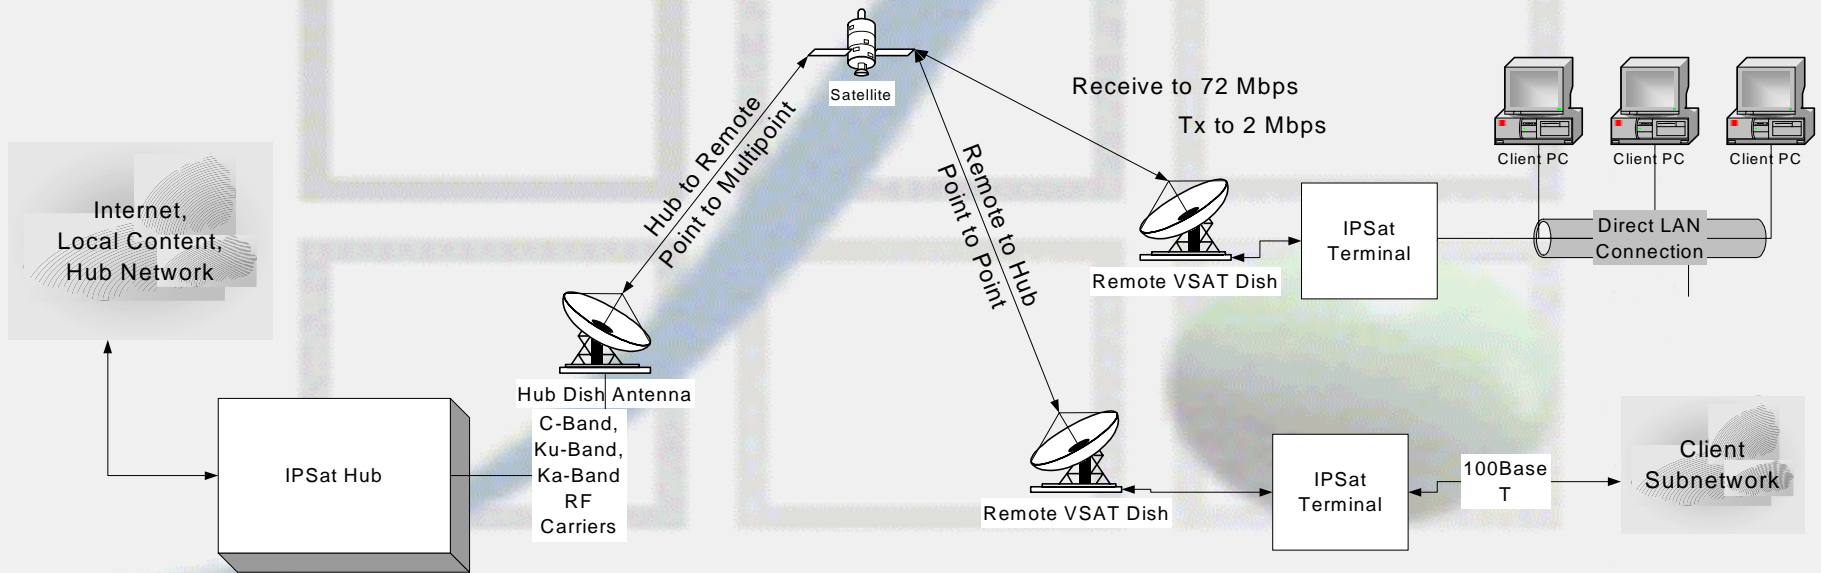 Satellite
Hub to Remote
Point to Multipoint
Receive to 72 Mbps
Tx to 2 Mbps
Remote to Hub
Point to Point
Client PC
Client PC
Client PC
Internet,
Local Content,
Hub Network
IPSat
Terminal
Direct LAN
Connection
Remote VSAT Dish
Hub Dish Antenna
C-Band,
Ku-Band,
Ka-Band
RF
Carriers
IPSat Hub
Remote VSAT Dish
IPSat
Terminal
100Base
T
Client
Subnetwork